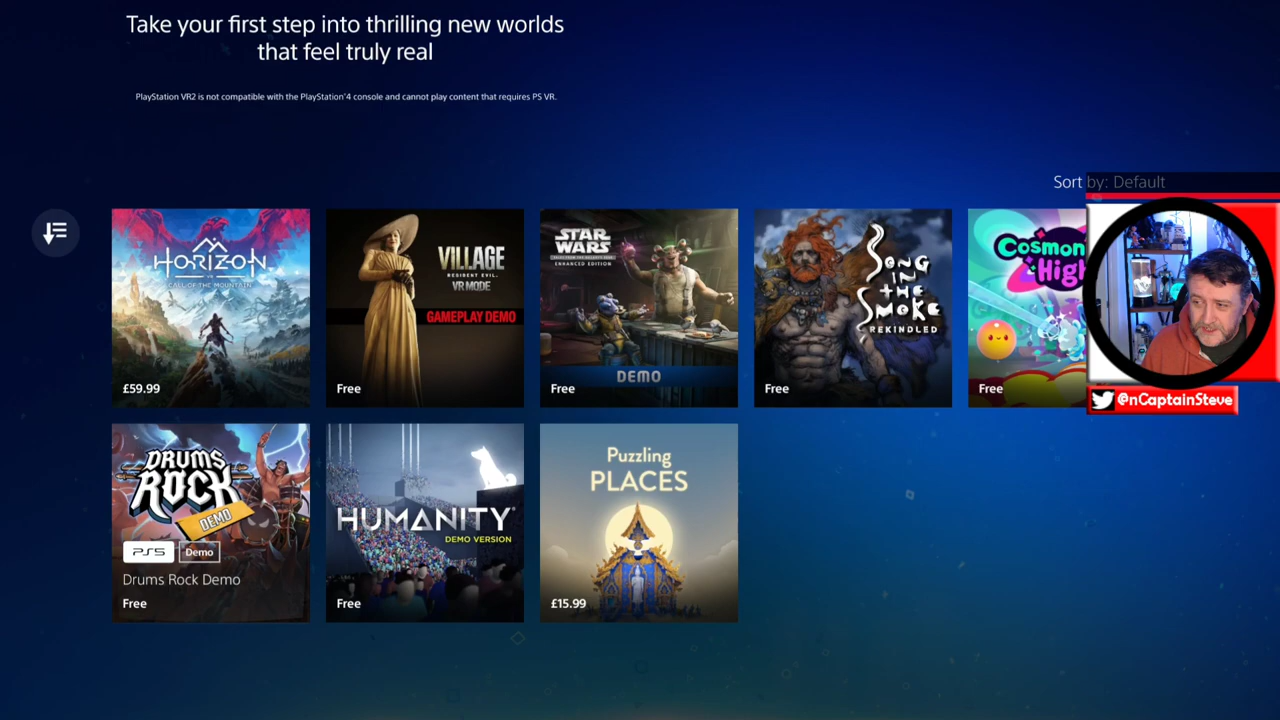 Take your first step into thrilling new worlds
that feel truly real
PlayStation VR2 is not compatible with the PlayStation®4 console and cannot play content that requires PS VR.
Sort by: Default
HORIZON
CALL OF THE MOUNTAIN
£59.99
VILLAGE
RESIDENT EVIL.
VR MODE
GAMEPLAY DEMO
Free
STAR
WARS
ENHANCED EDITION
DEMO
Free
SONG
IN
THE
SMOKE
REKINDLED
Free
High
Free
@nCaptainSteve
DRUMS
ROCK
DEMO
PS5 Demo
Drums Rock Demo
Free
HUMANITY
DEMO VERSION
Free
Puzzling
PLACES
£15.99